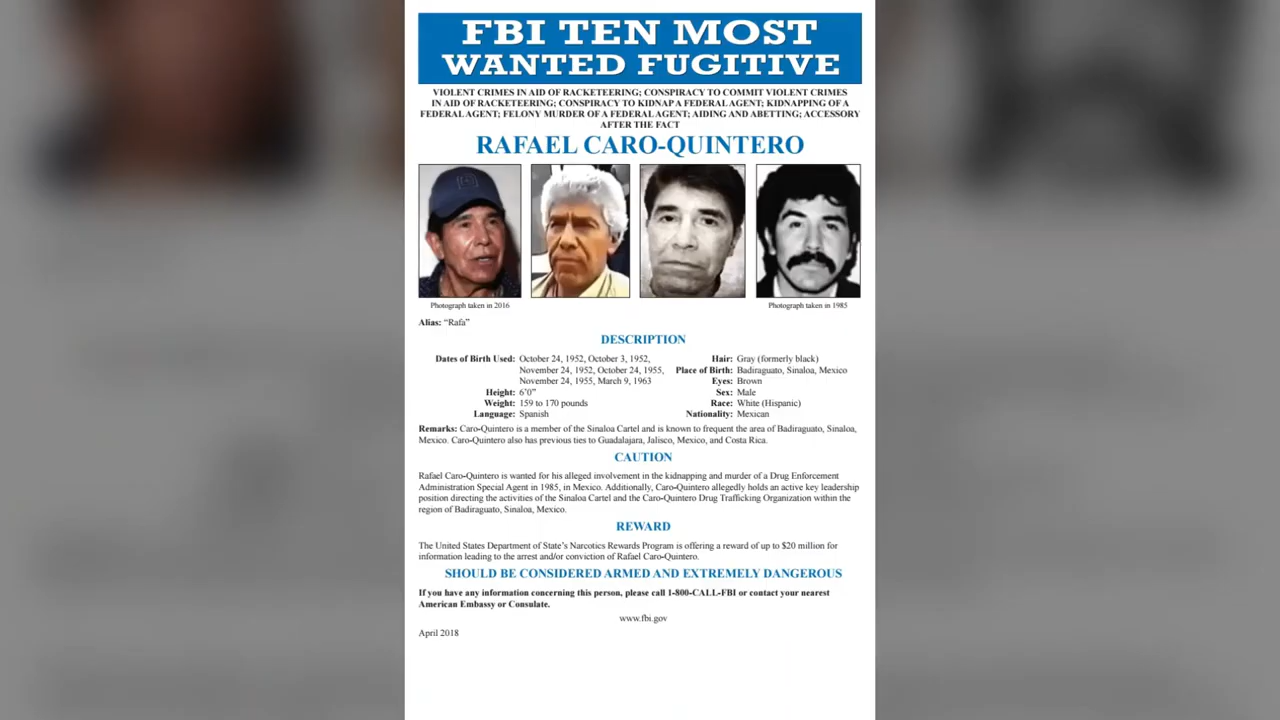 FBI TEN MOST
WANTED FUGITIVE
VIOLENT CRIMES IN AID OF RACKETEERING; CONSPIRACY TO COMMIT VIOLENT CRIMES
IN AID OF RACKETEERING; CONSPIRACY TO KIDNAP A FEDERAL AGENT; KIDNAPPING OF A
FEDERAL AGENT; FELONY MURDER OF A FEDERAL AGENT; AIDING AND ABETTING; ACCESSORY
AFTER THE FACT
RAFAEL CARO-QUINTERO
Photograph taken in 2016
Photograph taken in 1985
Alias: “Rafa”
DESCRIPTION
Dates of Birth Used: October 24, 1952, October 3, 1952,
November 24, 1952, October 24, 1955,
November 24, 1955, March 9, 1963
Height: 6'0"
Weight: 159 to 170 pounds
Language: Spanish
Hair: Gray (formerly black)
Place of Birth: Badiraguato, Sinaloa, Mexico
Eyes: Brown
Sex: Male
Race: White (Hispanic)
Nationality: Mexican
Remarks: Caro-Quintero is a member of the Sinaloa Cartel and is known to frequent the area of Badiraguato, Sinaloa,
Mexico. Caro-Quintero also has previous ties to Guadalajara, Jalisco, Mexico, and Costa Rica.
CAUTION
Rafael Caro-Quintero is wanted for his alleged involvement in the kidnapping and murder of a Drug Enforcement
Administration Special Agent in 1985, in Mexico. Additionally, Caro-Quintero allegedly holds an active key leadership
position directing the activities of the Sinaloa Cartel and the Caro-Quintero Drug Trafficking Organization within the
region of Badiraguato, Sinaloa, Mexico.
REWARD
The United States Department of State's Narcotics Rewards Program is offering a reward of up to $20 million for
information leading to the arrest and/or conviction of Rafael Caro-Quintero.
SHOULD BE CONSIDERED ARMED AND EXTREMELY DANGEROUS
If you have any information concerning this person, please call 1-800-CALL-FBI or contact your nearest
American Embassy or Consulate.
www.fbi.gov
April 2018